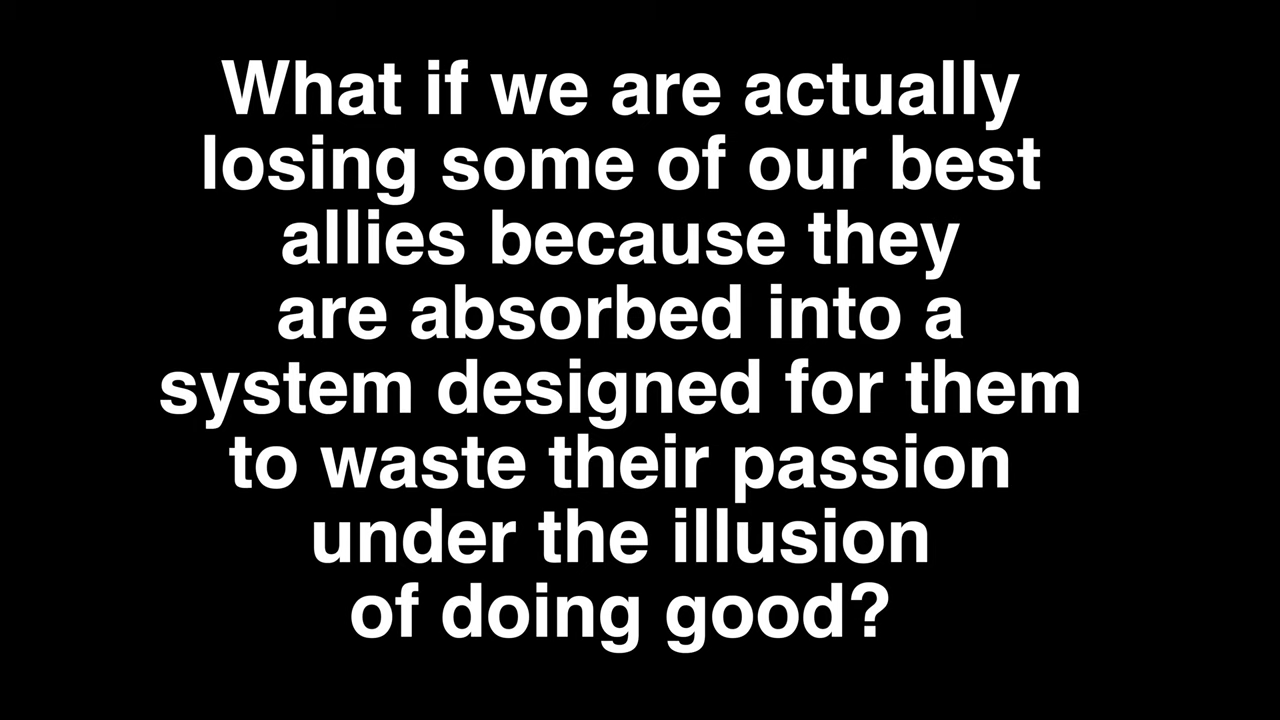 What if we are actually
losing some of our best
allies because they
are absorbed into a
system designed for them
to waste their passion
under the illusion
of doing good?